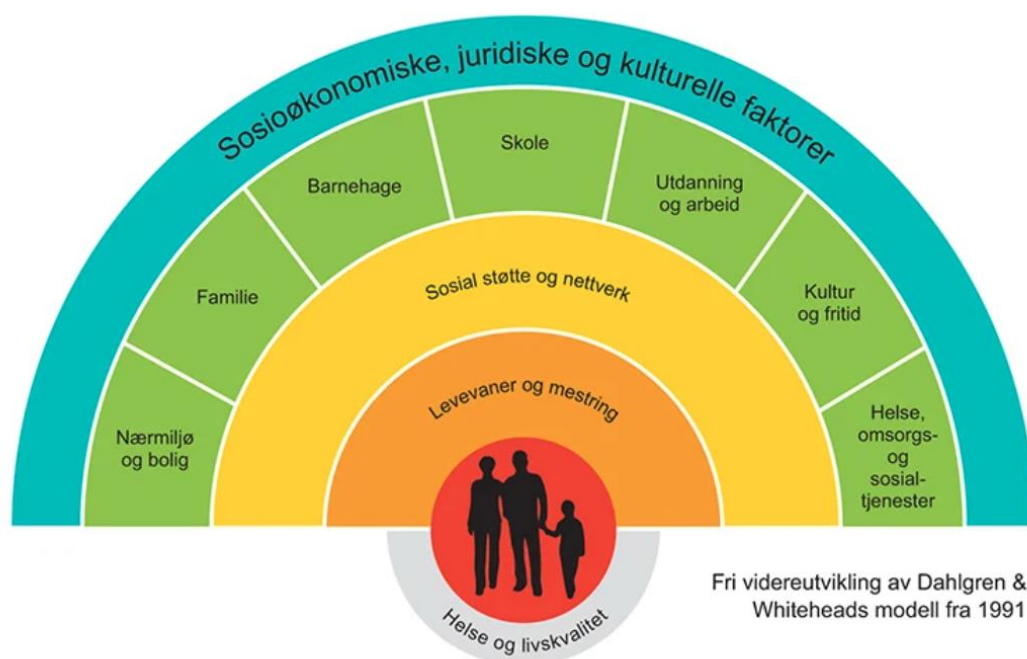 Sosioøkonomiske, juridiske og kulturelle faktorer
Nærmiljø
og bolig
Familie
Barnehage
Skole
Utdanning
og arbeid
Kultur
og fritid
Helse,
omsorgs-
og
sosial-
tjenester
Sosial støtte og nettverk
Levevaner og mestring
Helse og livskvalitet
Fri videreutvikling av Dahlgren &
Whiteheads modell fra 1991